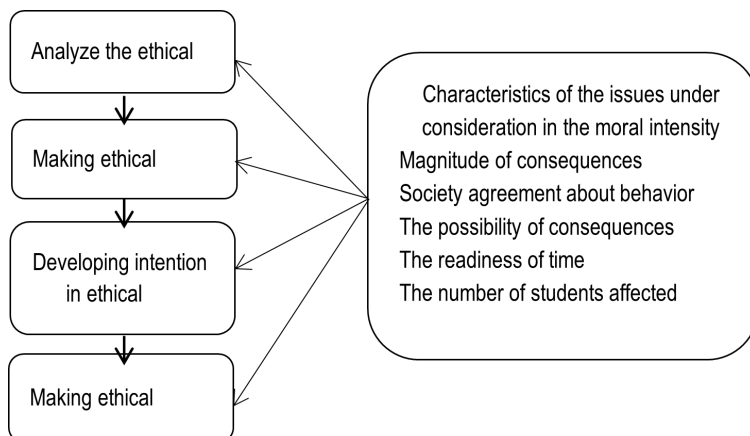 Analyze the ethical
Making ethical
Developing intention
in ethical
Making ethical
Characteristics of the issues under
consideration in the moral intensity
Magnitude of consequences
Society agreement about behavior
The possibility of consequences
The readiness of time
The number of students affected